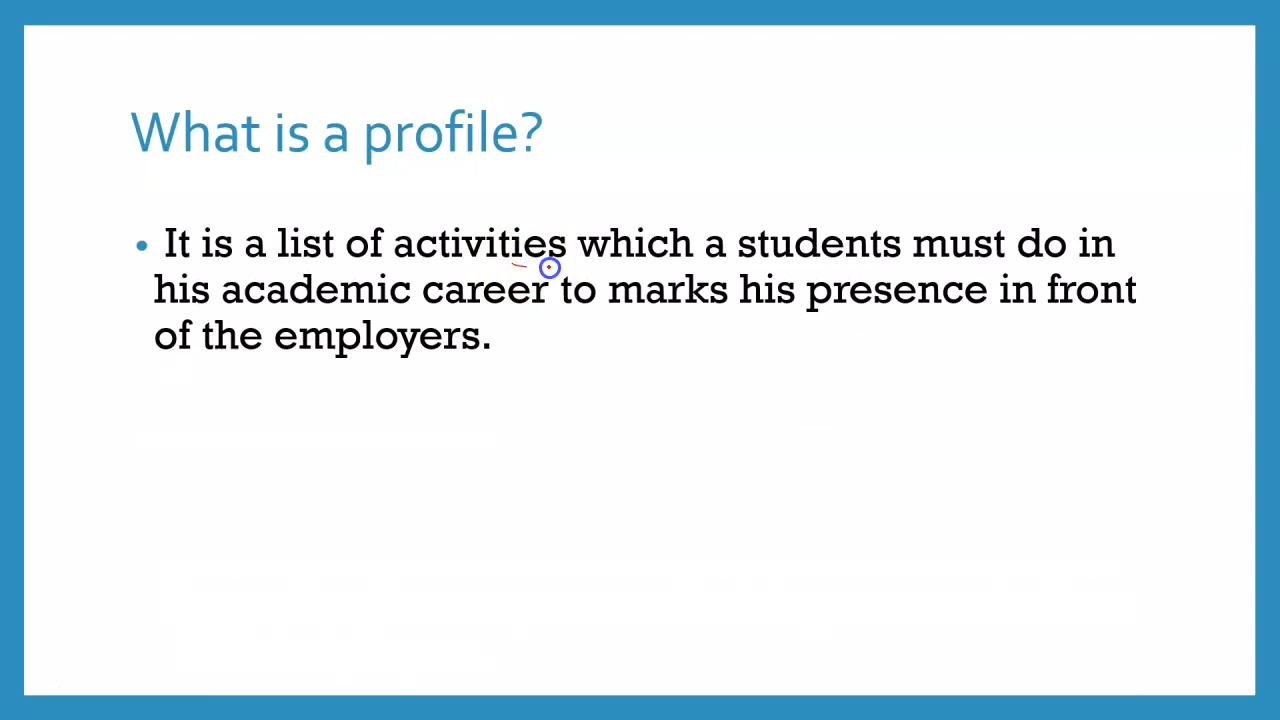 What is a profile?
• It is a list of activities which a students must do in
his academic career to marks his presence in front
of the employers.